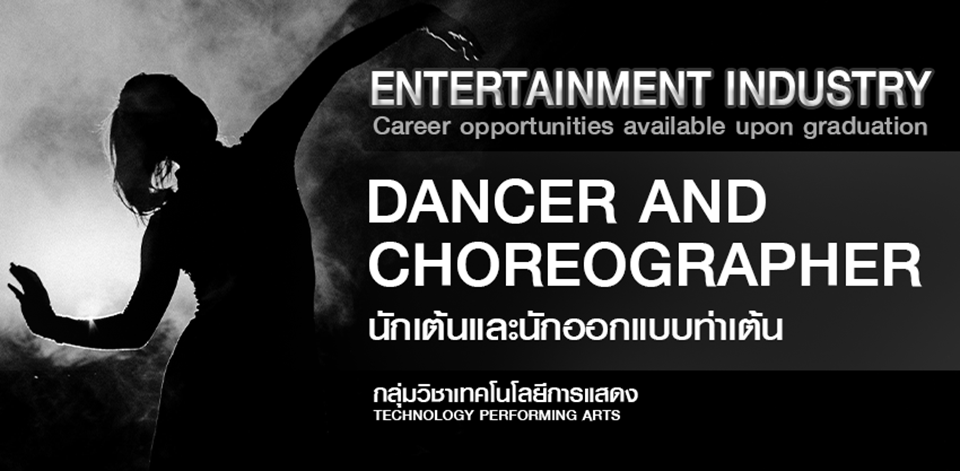 ENTERTAINMENT INDUSTRY
Career opportunities available upon graduation
DANCER AND
CHOREOGRAPHER
นักเต้นและนักออกแบบท่าเต้น
กลุ่มวิชาเทคโนโลยีการแสดง
TECHNOLOGY PERFORMING ARTS